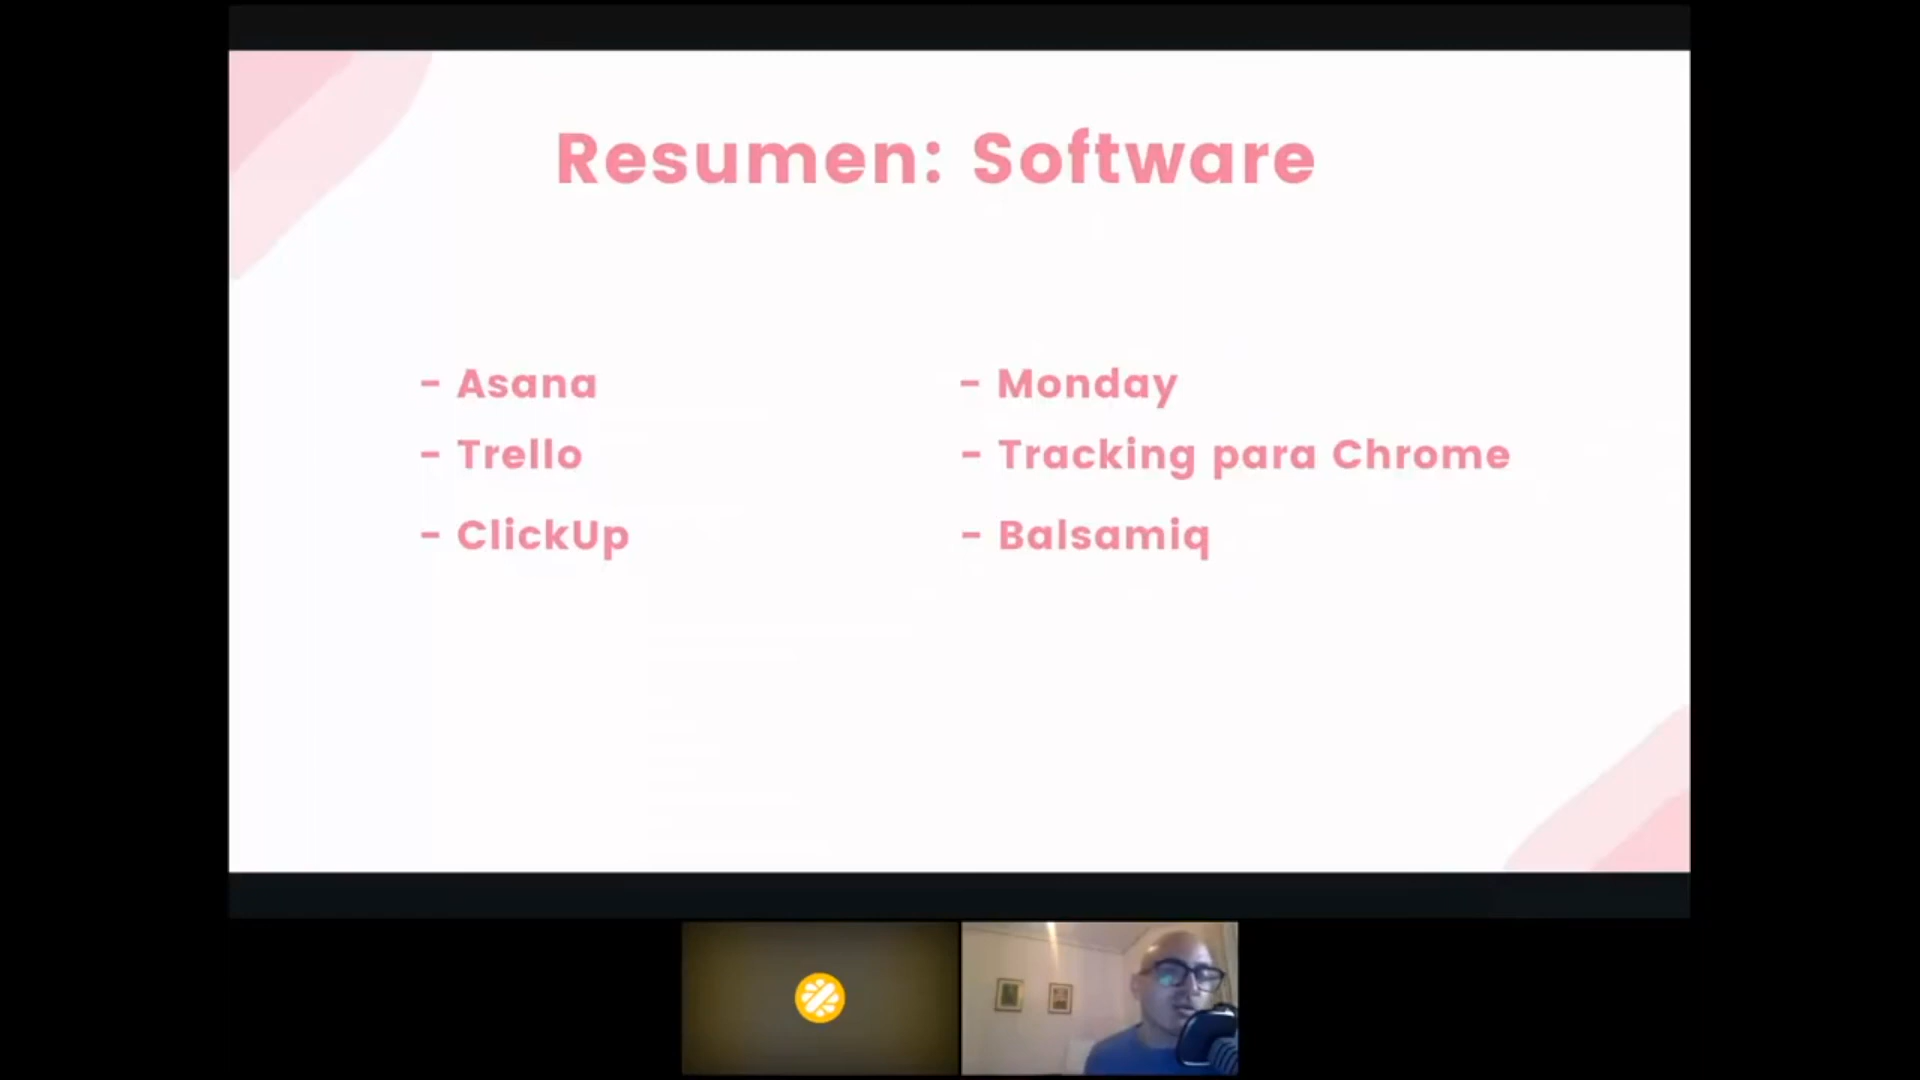 Resumen: Software
- Asana
- Trello
- ClickUp
- Monday
- Tracking para Chrome
- Balsamiq